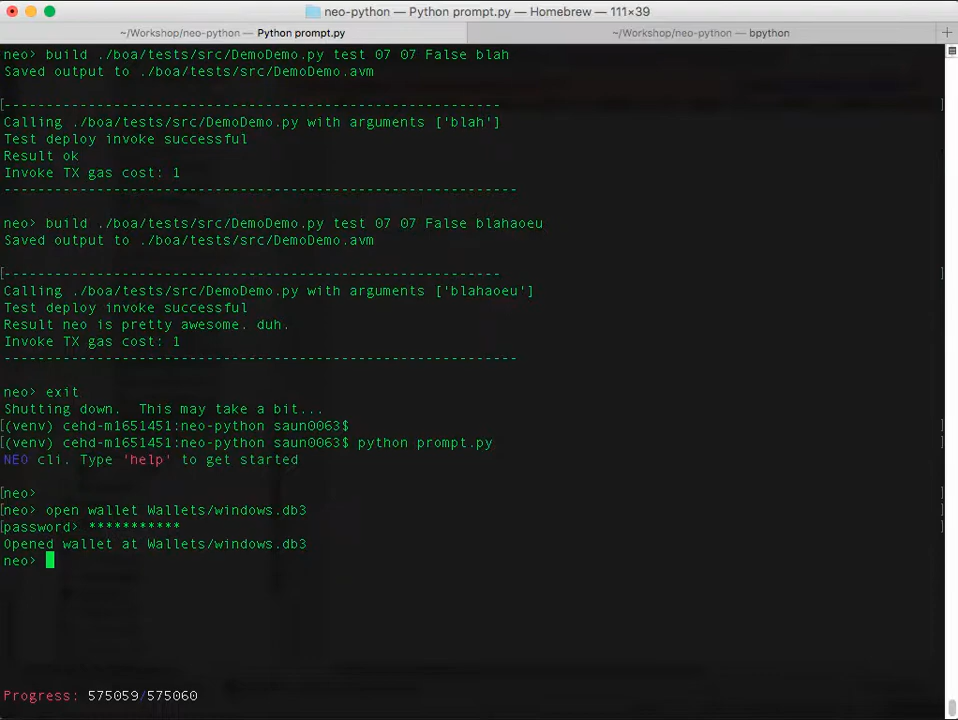 neo-python — Python prompt.py — Homebrew — 111×39
~/Workshop/neo-python — Python prompt.py
~/Workshop/neo-python — bpython
neo> build ./boa/tests/src/DemoDemo.py test 07 07 False blah
Saved output to ./boa/tests/src/DemoDemo.avm
[----------------------------------------------------------- ]
Calling ./boa/tests/src/DemoDemo.py with arguments ['blah']
Test deploy invoke successful
Result ok
Invoke TX gas cost: 1
-------------------------------------------------------------
neo> build ./boa/tests/src/DemoDemo.py test 07 07 False blahaoeu
Saved output to ./boa/tests/src/DemoDemo.avm
[----------------------------------------------------------- ]
Calling ./boa/tests/src/DemoDemo.py with arguments ['blahaoeu']
Test deploy invoke successful
Result neo is pretty awesome. duh.
Invoke TX gas cost: 1
-------------------------------------------------------------
neo> exit
Shutting down.  This may take a bit...
[(venv) cehd-m1651451:neo-python saun0063$ ]
[(venv) cehd-m1651451:neo-python saun0063$ python prompt.py ]
NEO cli. Type 'help' to get started
[neo> ]
[neo> open wallet Wallets/windows.db3 ]
[password> *********** ]
Opened wallet at Wallets/windows.db3
neo>
Progress: 575059/575060